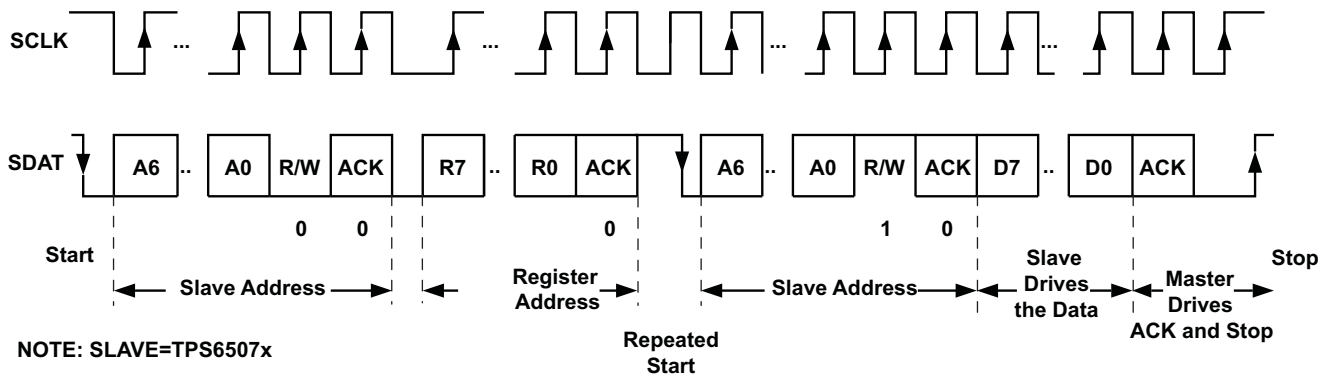 SCLK ... ... ... ...
SDAT A6 .. A0 R/W ACK R7 .. R0 ACK A6 .. A0 R/W ACK D7 .. D0 ACK
0 0 0 1 0
Start
Slave Address
Register
Address
Repeated
Start
Slave Address
Slave
Drives
the Data
Master
Drives
ACK and Stop
Stop
NOTE: SLAVE=TPS6507x